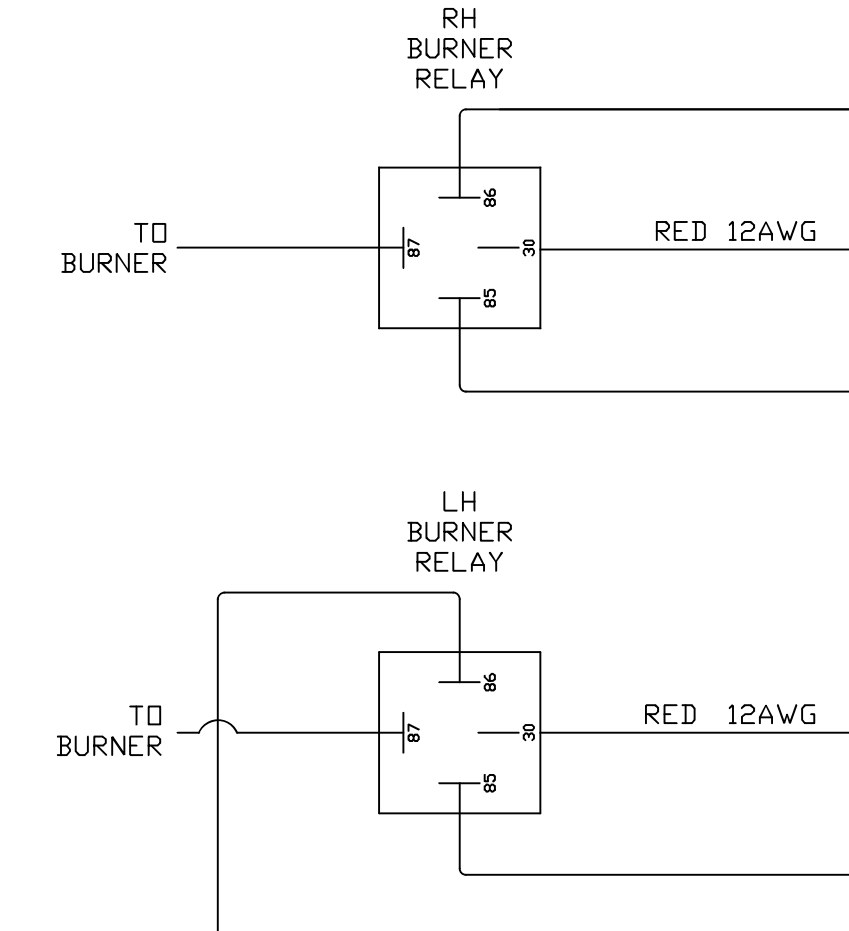 RH
BURNER
RELAY
86
TO
BURNER
87
30
RED 12AWG
85
LH
BURNER
RELAY
86
TO
BURNER
87
30
RED 12AWG
85